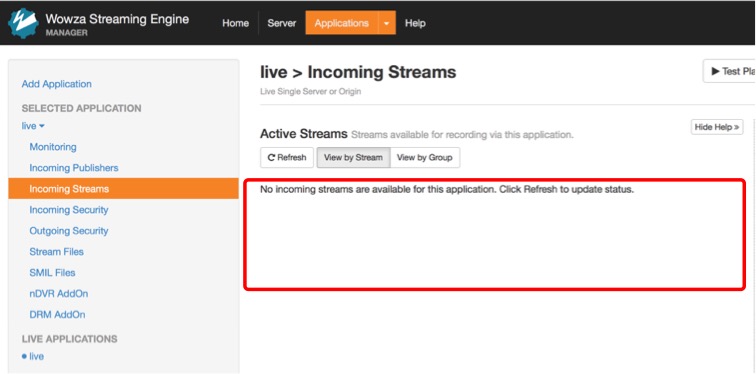 Wowza Streaming Engine
MANAGER
Home Server Applications Help
Add Application
SELECTED APPLICATION
live
Monitoring
Incoming Publishers
Incoming Streams
Incoming Security
Outgoing Security
Stream Files
SMIL Files
nDVR AddOn
DRM AddOn
LIVE APPLICATIONS
live
live > Incoming Streams
Test Pla
Live Single Server or Origin
Active Streams Streams available for recording via this application.
Hide Help »
Refresh View by Stream View by Group
No incoming streams are available for this application. Click Refresh to update status.